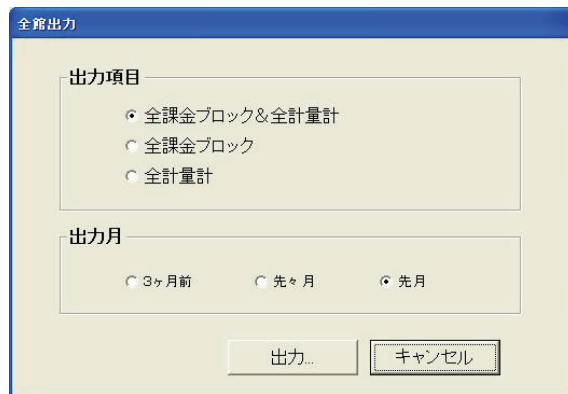 全館出力
出力項目
全課金ブロック&全計量計
全課金ブロック
全計量計
出力月
3ヶ月前 先々月 先月
出力... キャンセル